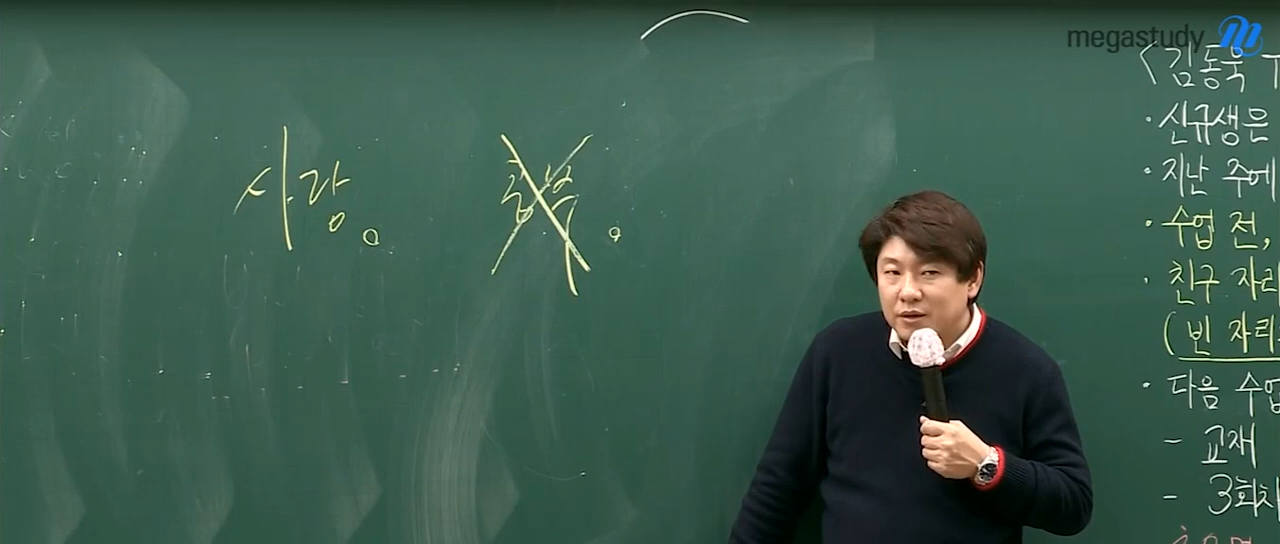 megastudy
사랑。
<김동욱
· 신규생은
· 지난 주에
· 수업 전,
· 친구 자리
(빈 자리
· 다음 수업
- 교재
- 3회차